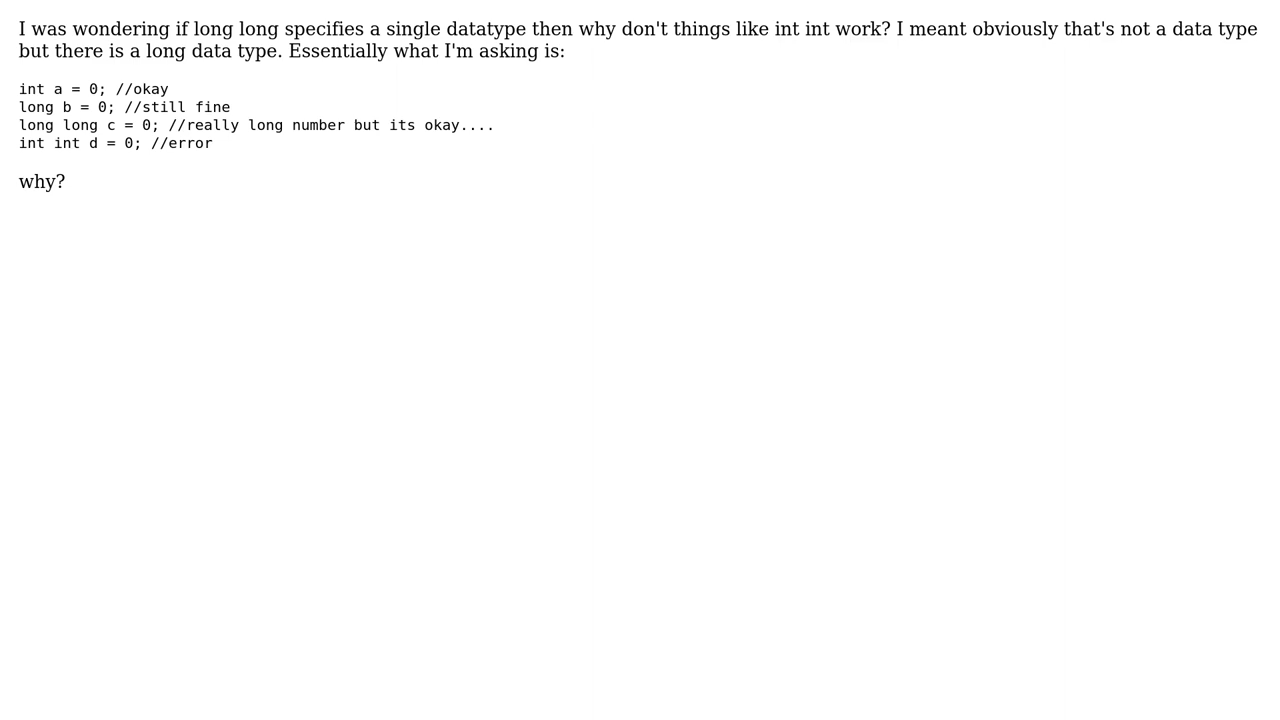 I was wondering if long long specifies a single datatype then why don't things like int int work? I meant obviously that's not a data type
but there is a long data type. Essentially what I'm asking is:
int a = 0; //okay
long b = 0; //still fine
long long c = 0; //really long number but its okay....
int int d = 0; //error
why?